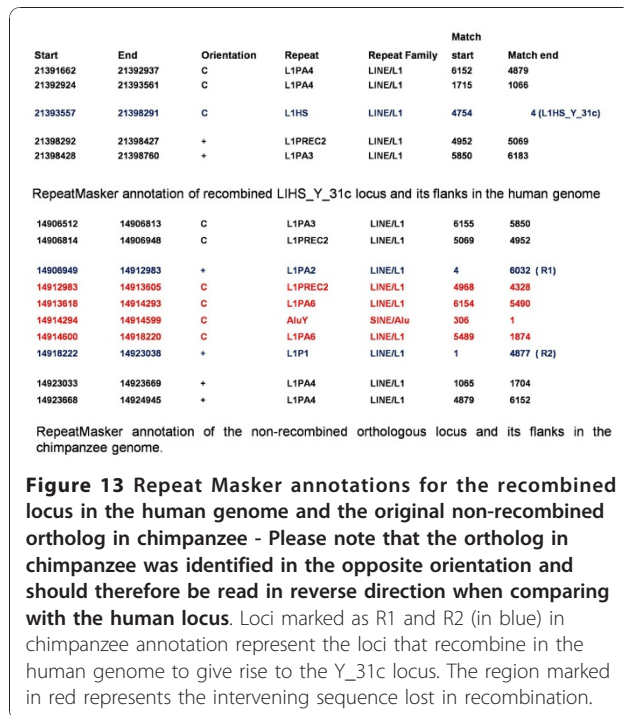 Match
Start End Orientation Repeat Repeat Family start Match end
21391662 21392937 C L1PA4 LINE/L1 6152 4879
21392924 21393561 C L1PA4 LINE/L1 1715 1066
21393557 21398291 C L1HS LINE/L1 4754 4 (L1HS_Y_31c)
21398292 21398427 + L1PREC2 LINE/L1 4952 5069
21398428 21398760 + L1PA3 LINE/L1 5850 6183
RepeatMasker annotation of recombined LIHS_Y_31c locus and its flanks in the human genome
14906512 14906813 C L1PA3 LINE/L1 6155 5850
14906814 14906948 C L1PREC2 LINE/L1 5069 4952
14906949 14912983 + L1PA2 LINE/L1 4 6032 ( R1)
14912983 14913605 C L1PREC2 LINE/L1 4968 4328
14913618 14914293 C L1PA6 LINE/L1 6154 5490
14914294 14914599 C AluY SINE/Alu 306 1
14914600 14918220 C L1PA6 LINE/L1 5489 1874
14918222 14923038 + L1P1 LINE/L1 1 4877 ( R2)
14923033 14923669 + L1PA4 LINE/L1 1065 1704
14923668 14924945 + L1PA4 LINE/L1 4879 6152
RepeatMasker annotation of the non-recombined orthologous locus and its flanks in the
chimpanzee genome.
Figure 13 Repeat Masker annotations for the recombined
locus in the human genome and the original non-recombined
ortholog in chimpanzee - Please note that the ortholog in
chimpanzee was identified in the opposite orientation and
should therefore be read in reverse direction when comparing
with the human locus. Loci marked as R1 and R2 (in blue) in
chimpanzee annotation represent the loci that recombine in the
human genome to give rise to the Y_31c locus. The region marked
in red represents the intervening sequence lost in recombination.